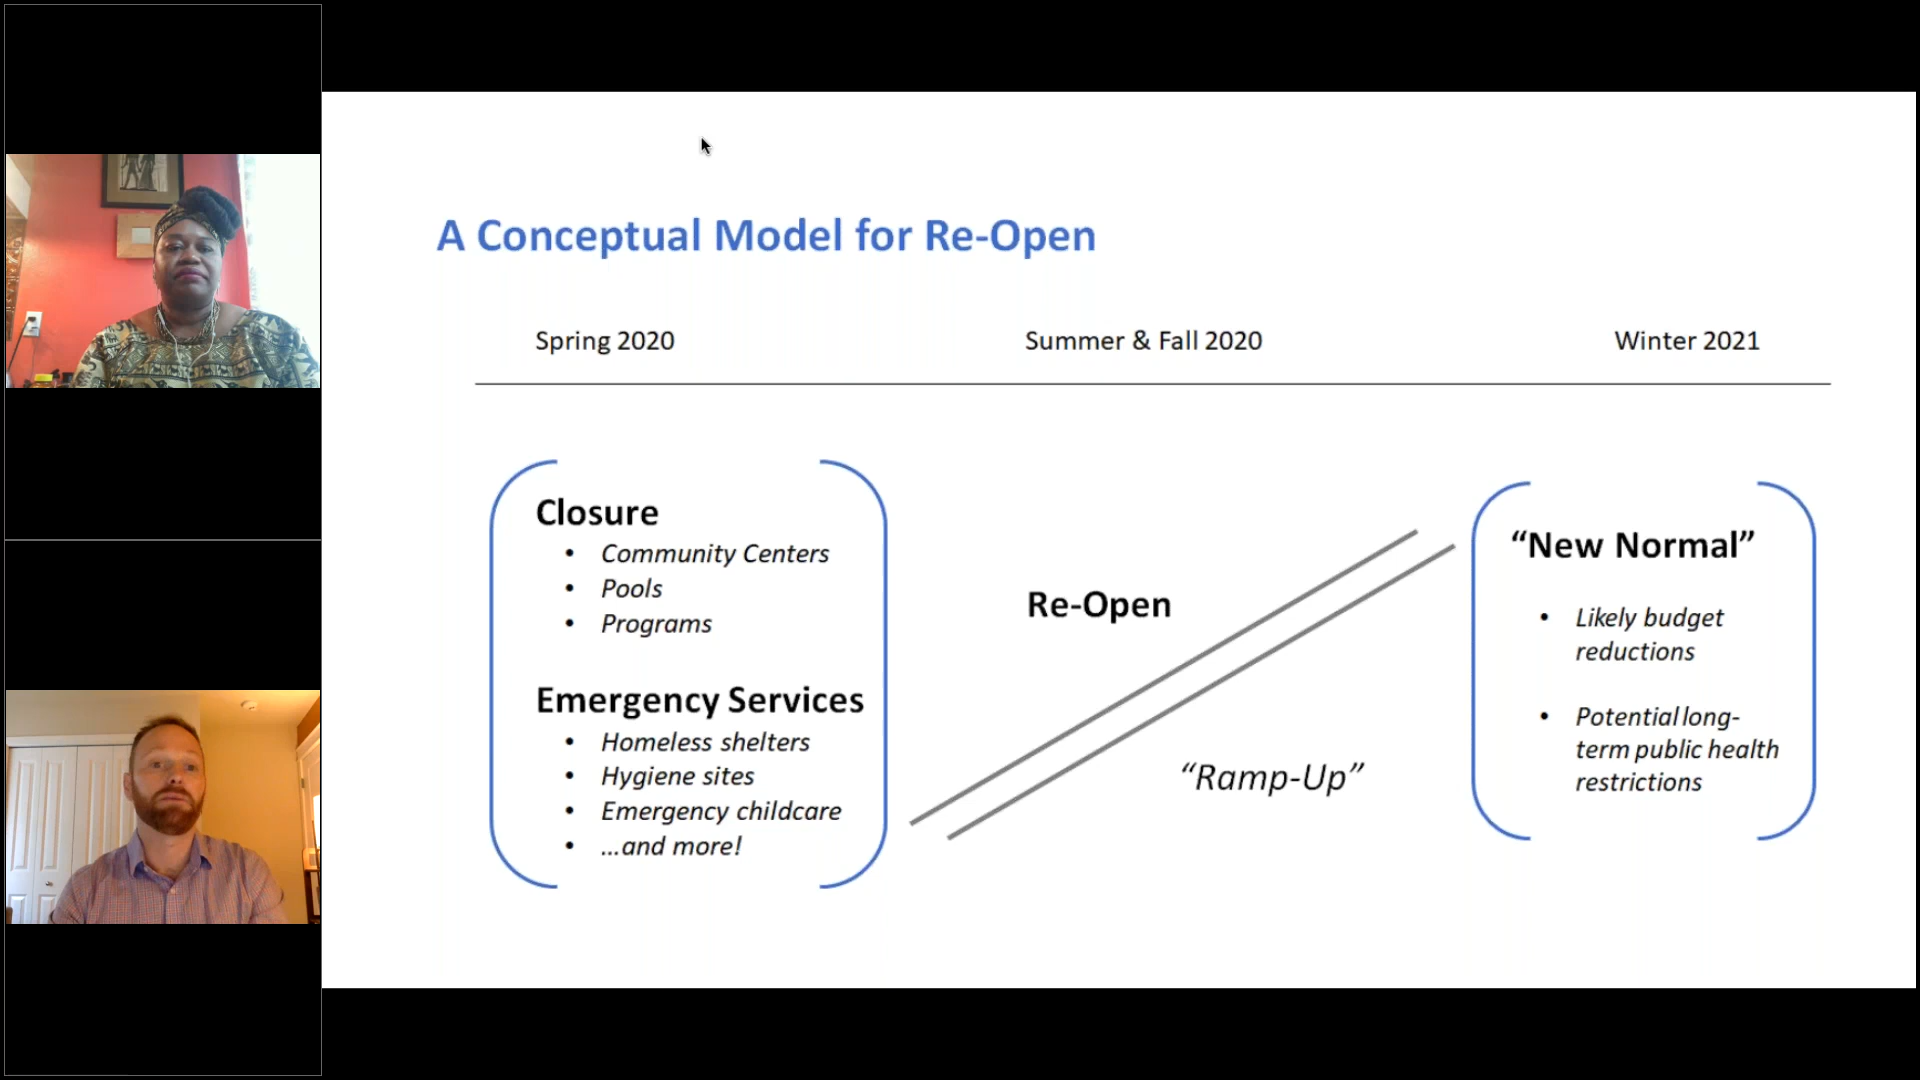 A Conceptual Model for Re-Open
Spring 2020
Summer & Fall 2020
Winter 2021
Closure
• Community Centers
• Pools
• Programs
Emergency Services
• Homeless shelters
• Hygiene sites
• Emergency childcare
• ...and more!
Re-Open
“Ramp-Up”
“New Normal”
• Likely budget
reductions
• Potential long-
term public health
restrictions